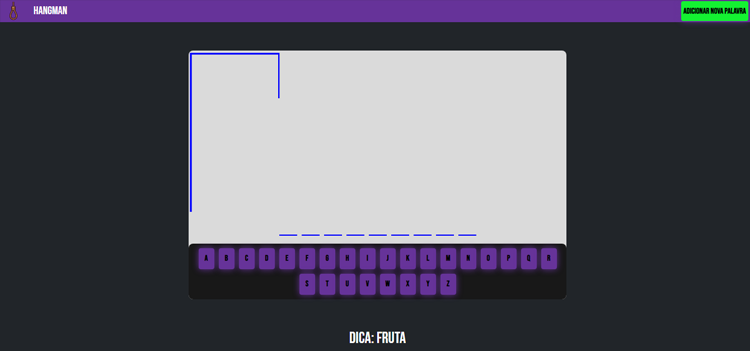 HANGMAN
ADICIONAR NOVA PALAVRA
A B C D E F G H I J K L M N O P Q R
S T U V W X Y Z
DICA: FRUTA